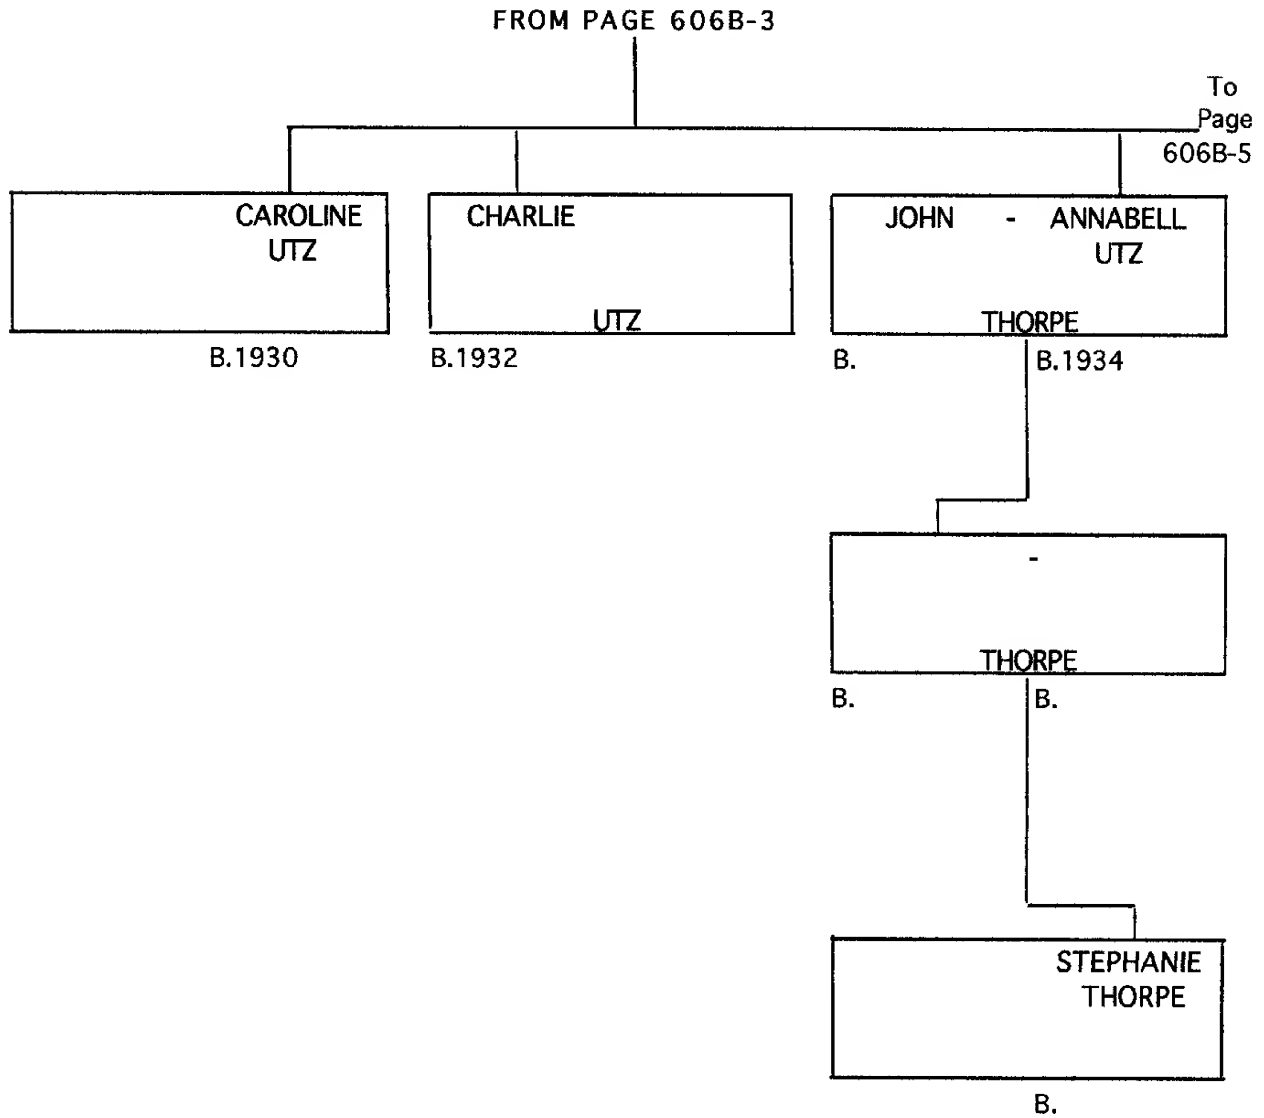 FROM PAGE 606B-3
To
Page
606B-5
CAROLINE
UTZ
B.1930
CHARLIE
UTZ
B.1932
JOHN - ANNABELL
UTZ
THORPE
B. B.1934
-
THORPE
B. B.
STEPHANIE
THORPE
B.